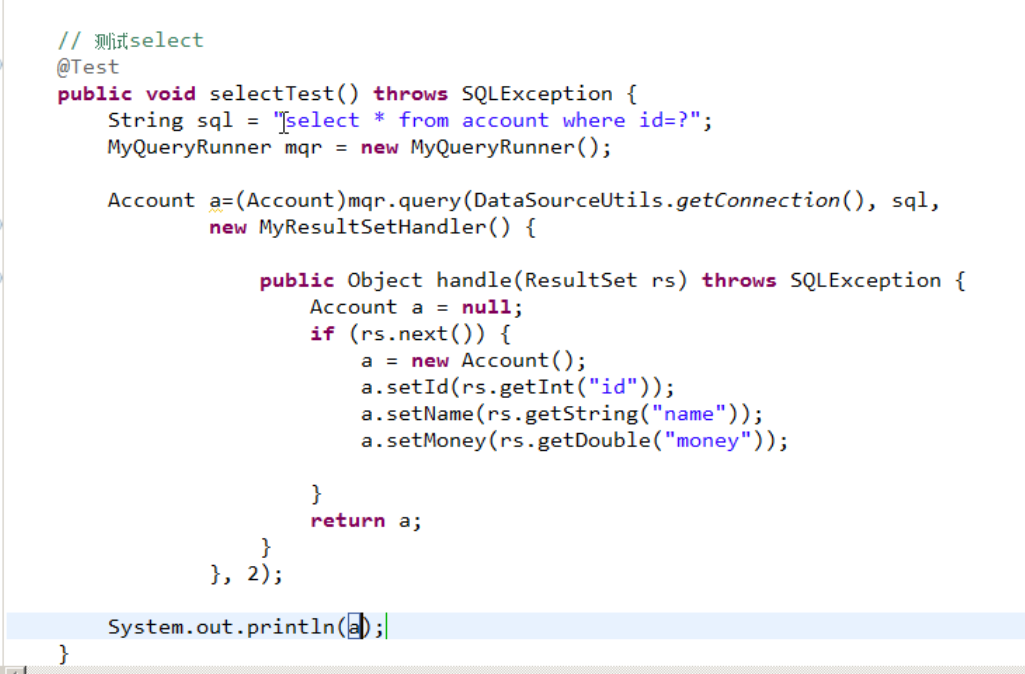 // 测试select
@Test
public void selectTest() throws SQLException {
String sql = "select * from account where id=?";
MyQueryRunner mqr = new MyQueryRunner();
Account a=(Account)mqr.query(DataSourceUtils.getConnection(), sql,
new MyResultSetHandler() {
public Object handle(ResultSet rs) throws SQLException {
Account a = null;
if (rs.next()) {
a = new Account();
a.setId(rs.getInt("id"));
a.setName(rs.getString("name"));
a.setMoney(rs.getDouble("money"));
}
return a;
}
}, 2);
System.out.println(a);
}